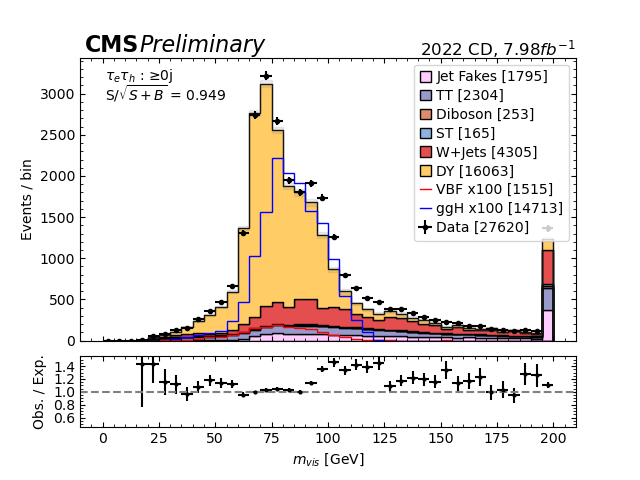 CMS Preliminary
2022 CD, 7.98fb⁻¹
τₑτₕ : ≥0j
S/√S + B = 0.949
Jet Fakes [1795]
TT [2304]
Diboson [253]
ST [165]
W+Jets [4305]
DY [16063]
VBF x100 [1515]
ggH x100 [14713]
Data [27620]
Events / bin
3000
2500
2000
1500
1000
500
0
Obs. / Exp.
1.4
1.2
1.0
0.8
0.6
0 25 50 75 100 125 150 175 200
m_vis [GeV]